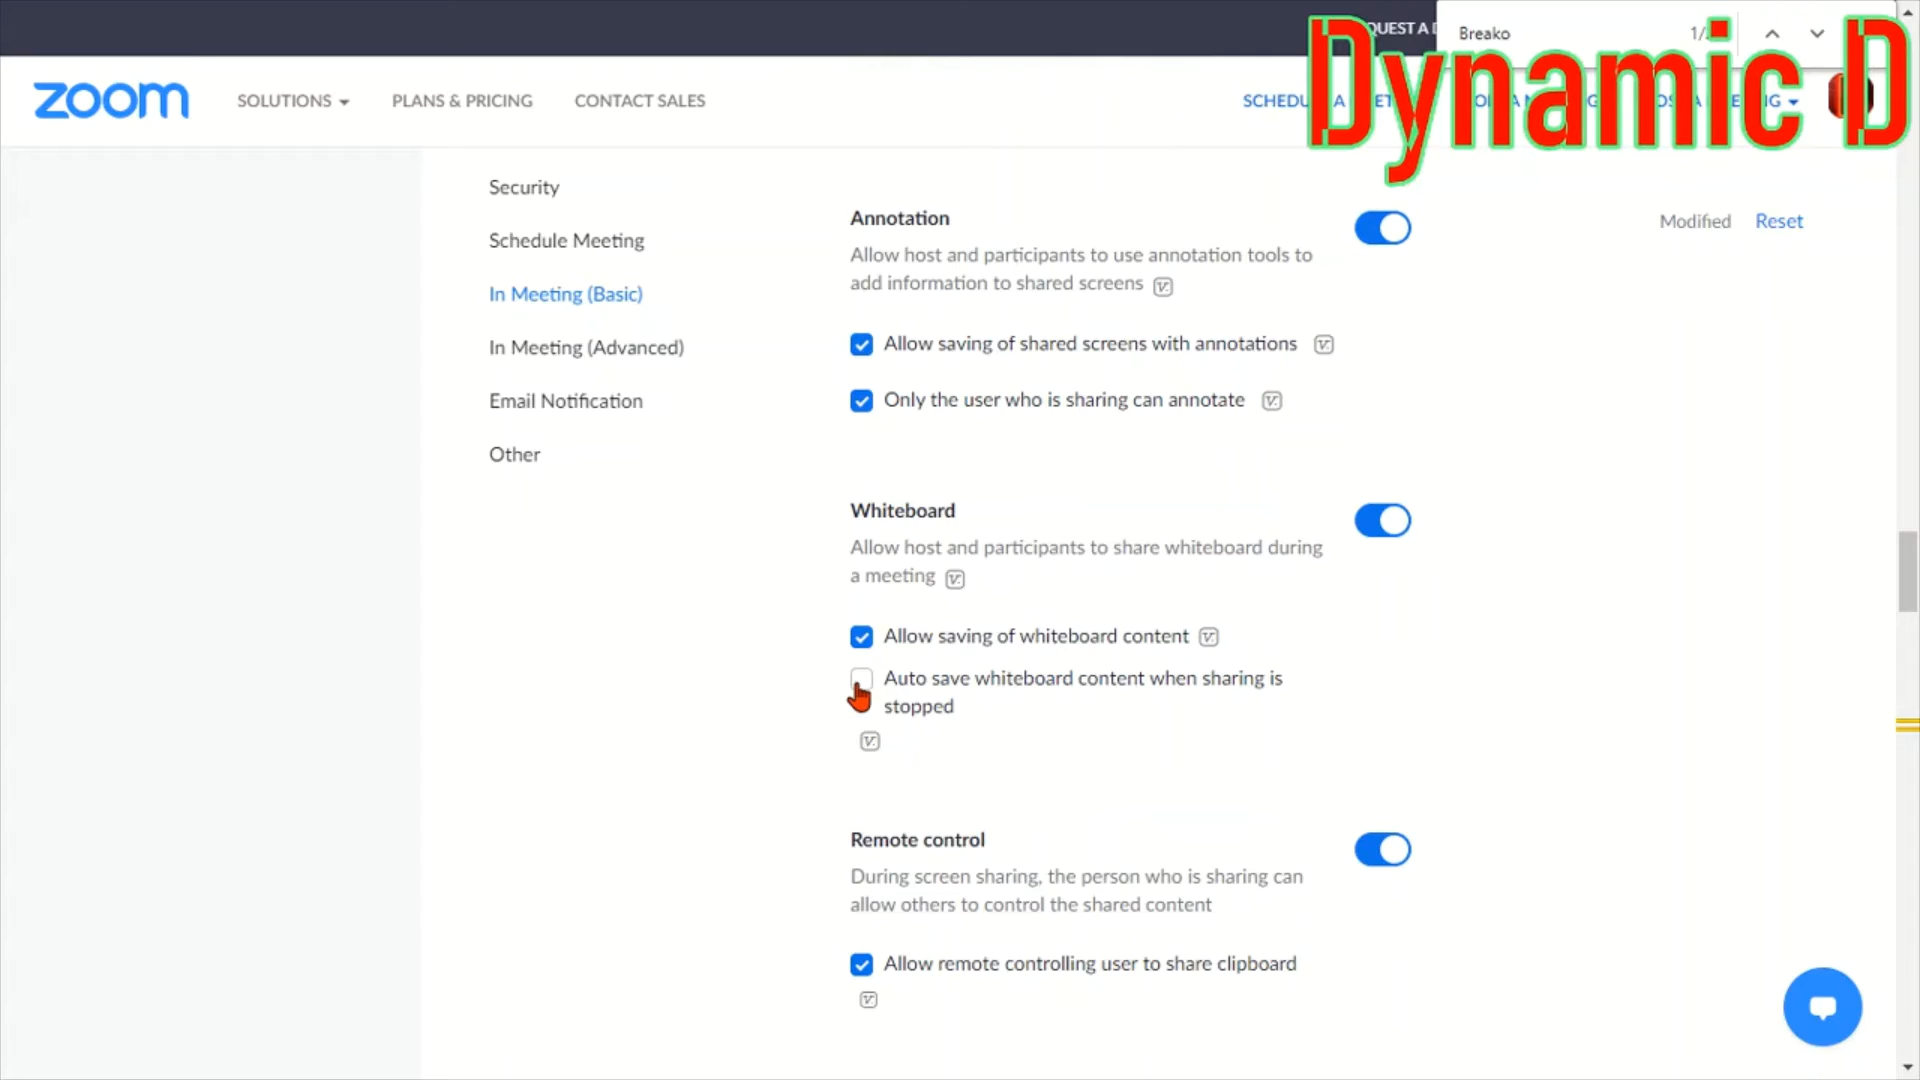 Breako
1/
Dynamic D
zoom
SOLUTIONS
PLANS & PRICING
CONTACT SALES
Security
Schedule Meeting
In Meeting (Basic)
In Meeting (Advanced)
Email Notification
Other
Annotation
Modified
Reset
Allow host and participants to use annotation tools to
add information to shared screens
Allow saving of shared screens with annotations
Only the user who is sharing can annotate
Whiteboard
Allow host and participants to share whiteboard during
a meeting
Allow saving of whiteboard content
Auto save whiteboard content when sharing is
stopped
Remote control
During screen sharing, the person who is sharing can
allow others to control the shared content
Allow remote controlling user to share clipboard